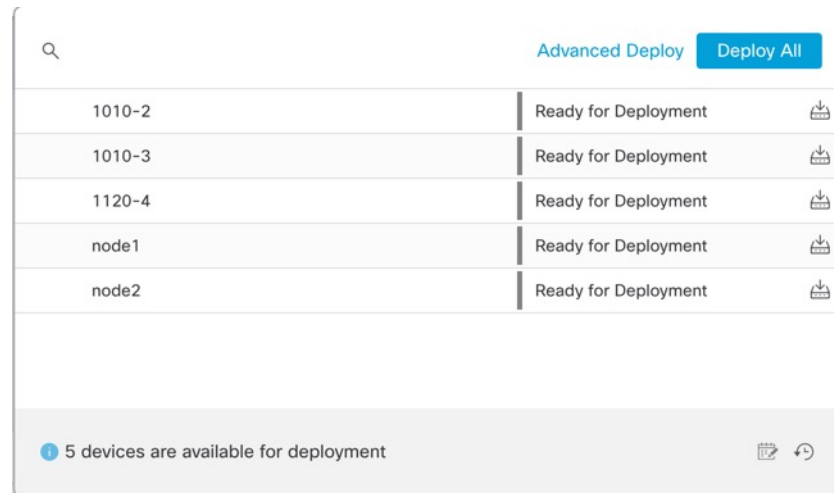 Advanced Deploy Deploy All
1010-2 Ready for Deployment
1010-3 Ready for Deployment
1120-4 Ready for Deployment
node1 Ready for Deployment
node2 Ready for Deployment
5 devices are available for deployment